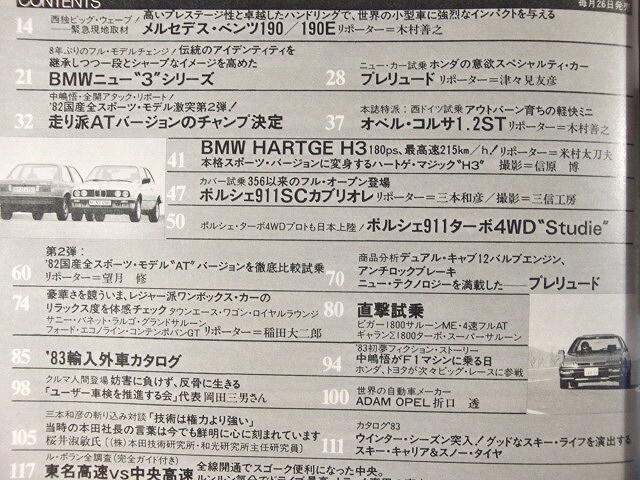 CONTENTS
毎月26日発売
14 西独ビッグ・ウェーブ/ ──緊急現地取材
高いプレステージ性と卓越したハンドリングで、世界の小型車に強烈なインパクトを与える
メルセデス・ベンツ190/190E リポーター＝木村善之
8年ぶりのフル・モデルチェンジ/伝統のアイデンティティを
継承しつつ一段とシャープなイメージを高めた
21 BMWニュー“3”シリーズ
ニュー・カー試乗 ホンダの意欲スペシャルティ・カー
28 プレリュード リポーター＝津々見友彦
中嶋悟・全開アタック・リポート/
'82国産全スポーツ・モデル激突第2弾!
32 走り派ATバージョンのチャンプ決定
本誌特派：西ドイツ試乗 アウトバーン育ちの軽快ミニ
37 オペル・コルサ1.2ST リポーター＝木村善之
41 BMW HARTGE H3 180ps、最高速215km/h! リポーター＝米村太刀夫
本格スポーツ・バージョンに変身するハートゲ・マジック“H3” 撮影＝信原 博
カバー試乗 356以来のフル・オープン登場
47 ポルシェ911SCカブリオレ リポーター＝三本和彦/撮影＝三信工房
50 ポルシェ・ターボ4WDプロトも日本上陸/ ポルシェ911ターボ4WD“Studie”
第2弾：
'82国産全スポーツ・モデル“AT”バージョンを徹底比較試乗
60 リポーター＝望月 修
商品分析 デュアル・キャブ12バルブエンジン、
アンチロックブレーキ
70 ニュー・テクノロジーを満載した──プレリュード
豪華さを競ういま、レジャー派ワンボックス・カーの
74 リラックス度を体感チェック タウンエース・ワゴン・ロイヤルラウンジ
サニー・バネット・ラルゴ・グランドサルーン
フォード・エコノライン・コンテンポバンGT リポーター＝稲田大二郎
80 直撃試乗
ビガー1800サルーンME・4速フルAT
ギャランΣ1800ターボ・スーパーサルーン
85 '83輸入外車カタログ
'83初夢フィクション・ストーリー
94 中嶋悟がF1マシンに乗る日
ホンダ、トヨタが次々ビッグ・レースに参戦
クルマ人間登場 妨害に負けず、反骨に生きる
98 「ユーザー車検を推進する会」代表 岡田三男さん
世界の自動車メーカー
100 ADAM OPEL 折口 透
三本和彦の斬り込み対談「技術は権力より強い」
当時の本田社長の言葉は今でも鮮明に心に刻まれています
105 桜井淑敏氏[(株)本田技術研究所・和光研究所主任研究員]
カタログ'83
111 ウインター・シーズン突入/グッドなスキー・ライフを演出する
スキー・キャリア&スノー・タイヤ
ル・ボラン全調査(完全ガイド付き)
117 東名高速vs中央高速 全線開通でスゴーク便利になった中央。